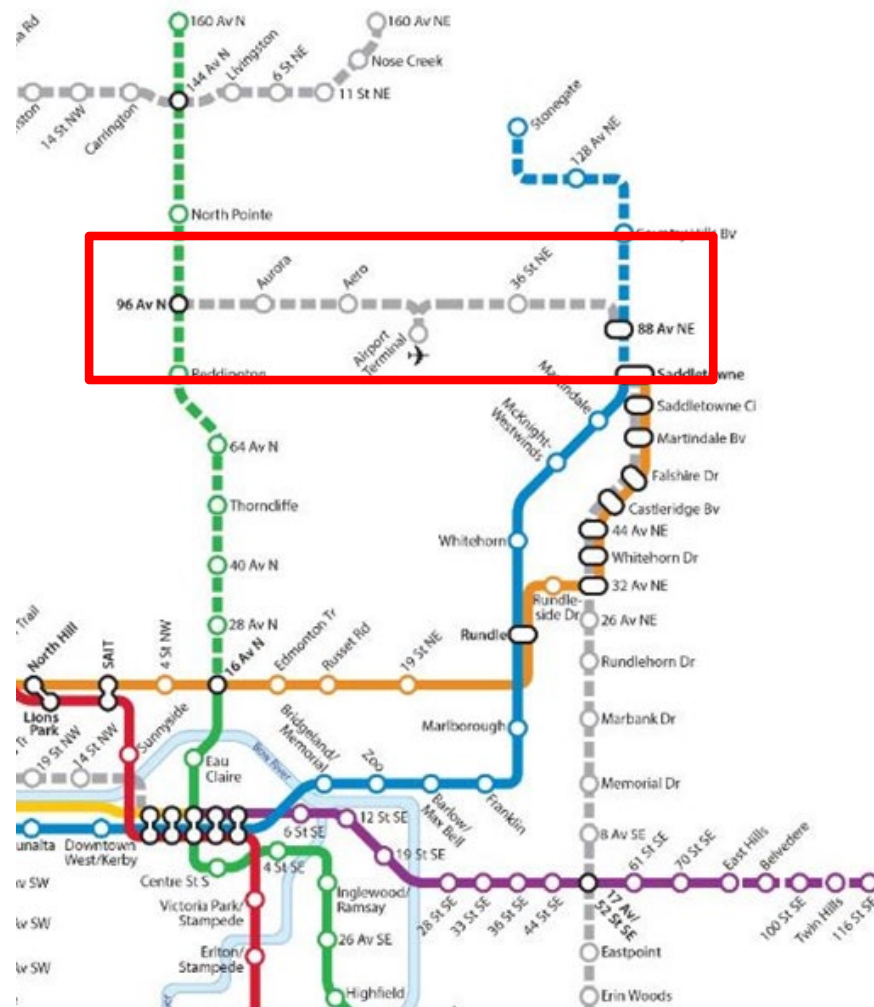 160 Av N
160 Av NE
Nose Creek
Livingston
6 St NE
11 St NE
144 Av N
Carrington
14 St NW
Stonegate
128 Av NE
North Pointe
Country Hills Bv
96 Av N
Aurora
Aero
36 St NE
Airport
Terminal
88 Av NE
Beddington
Saddletowne
Martindale
Saddletowne Cl
McKnight-
Westwinds
Martindale Bv
64 Av N
Falshire Dr
Castleridge Bv
Thorncliffe
44 Av NE
Whitehorn
Whitehorn Dr
40 Av N
32 Av NE
Rundle-
side Dr
28 Av N
26 Av NE
Trail
North Hill
SAIT
4 St NW
16 Av N
Edmonton Tr
Russet Rd
19 St NE
Rundle
Rundlehorn Dr
Lions
Park
Sunnyside
Marlborough
Marbank Dr
19 St NW
14 St NW
Eau
Claire
Bow River
Bridgeland/
Memorial
Zoo
Barlow/
Max Bell
Franklin
Memorial Dr
6 St SE
12 St SE
8 Av SE
Downtown
West/Kerby
19 St SE
61 St SE
70 St SE
East Hills
Belvedere
Centre St S
4 St SE
28 St SE
33 St SE
36 St SE
44 St SE
17 Av/
52 St SE
100 St SE
Twin Hills
116 St SE
Inglewood/
Ramsay
Victoria Park/
Stampede
26 Av SE
Eastpoint
Erlton/
Stampede
Highfield
Erin Woods